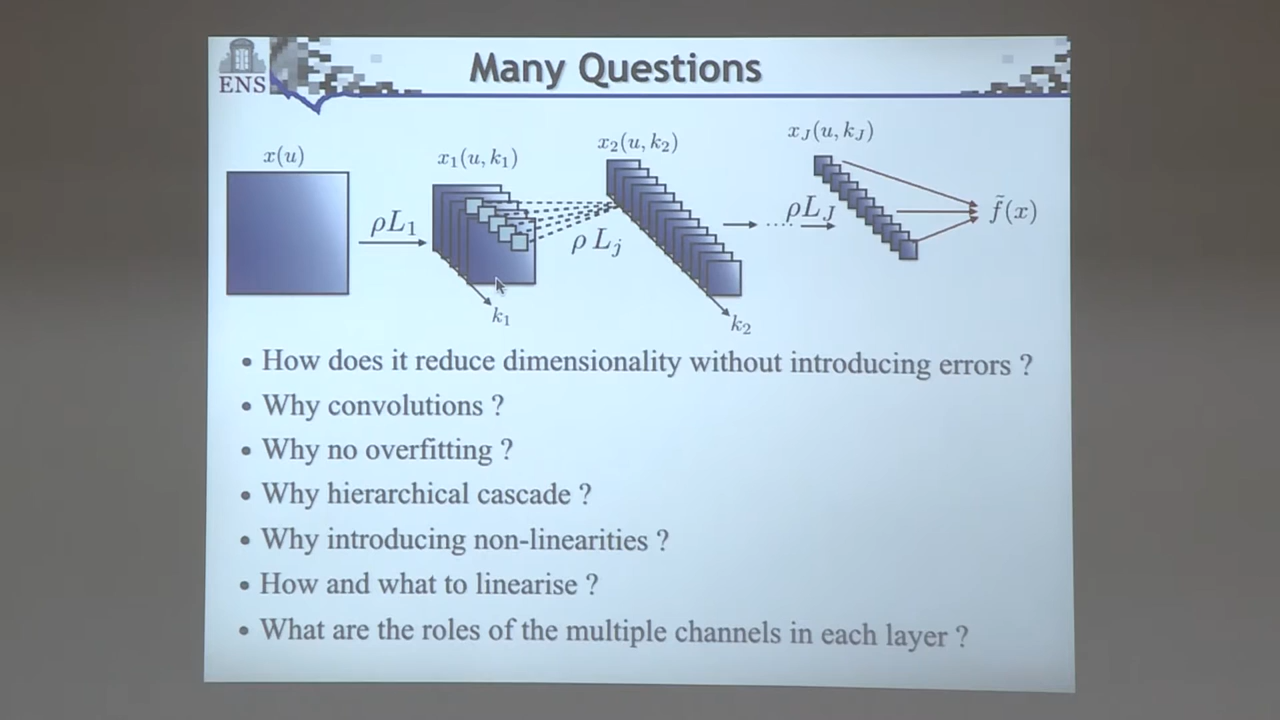 ENS
Many Questions
x(u)
x₁(u, k₁)
x₂(u, k₂)
x_J(u, k_J)
ρL₁
ρ L_j
ρL_J
f̃(x)
k₁
k₂
• How does it reduce dimensionality without introducing errors ?
• Why convolutions ?
• Why no overfitting ?
• Why hierarchical cascade ?
• Why introducing non-linearities ?
• How and what to linearise ?
• What are the roles of the multiple channels in each layer ?